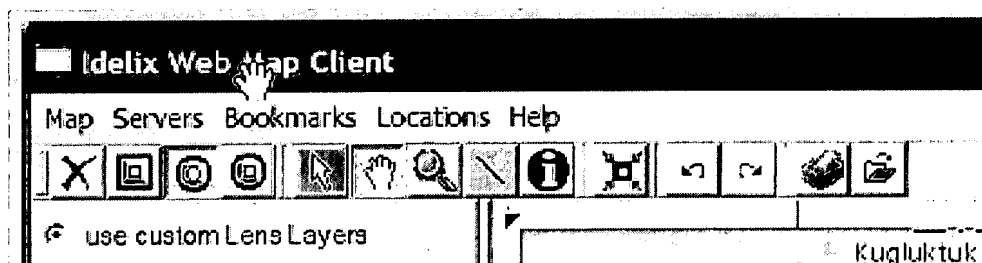 Idelix Web Map Client
Map Servers Bookmarks Locations Help
use custom Lens Layers
Kugluktuk